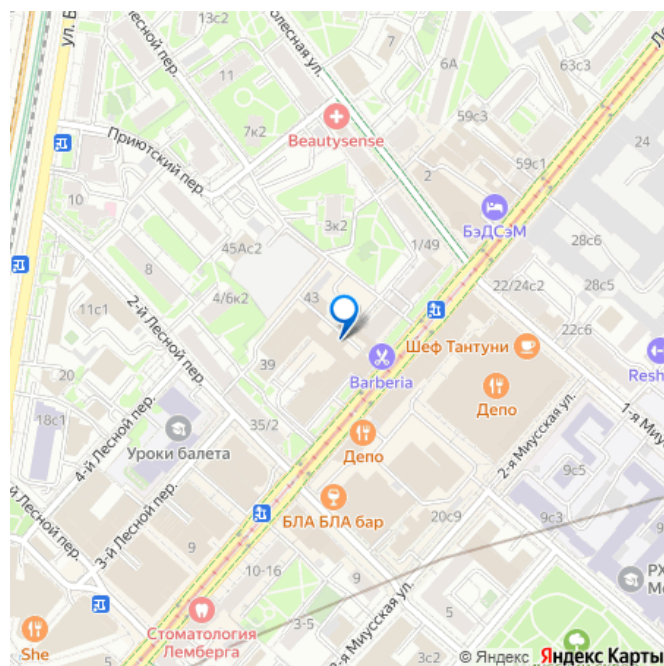 13с2
7
ул. Б
Лесной пер.
олесная ул.
11
6А
63с3
7к2
Beautysense
59с3
24
59с1
Приютский пер.
10
2
3к2
БэДСэМ
45Ас2
1/49
28с6
8
4/6к2
43
22/24с2
28с5
11с1
2-й Лесной пер.
22с6
Шеф Тантуни
Resh
39
Barberia
20
Депо
18с1
35/2
1-я Миусская
4-й Лесной пер.
Уроки балета
2-я Миусская ул.
Депо
9с5
3-й Лесной пер.
БЛА БЛА бар
20с9
9с3
й Лесной пер.
9
РХ
Мо
10-16
5
Стоматология
Лемберга
3-5
2-я Миусская ул.
4
She
5
3с2
© Яндекс Яндекс Карты